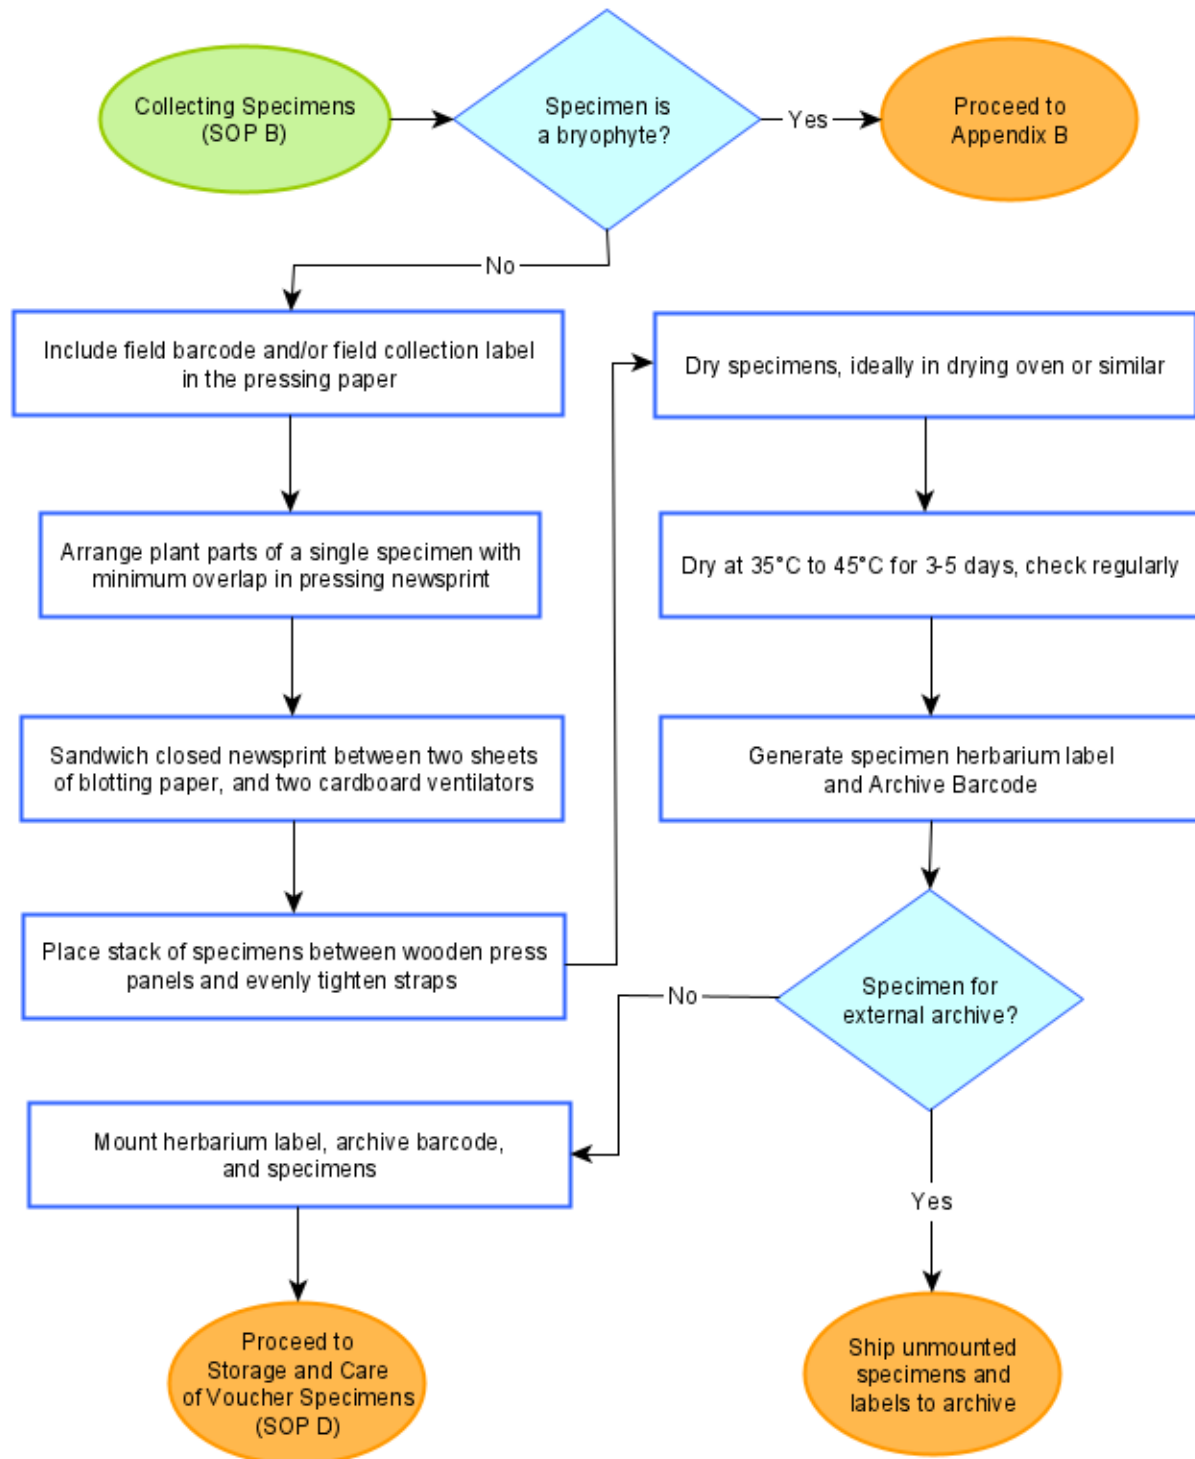 Collecting Specimens
(SOP B)
Specimen is
a bryophyte?
Yes
Proceed to
Appendix B
No
Include field barcode and/or field collection label
in the pressing paper
Arrange plant parts of a single specimen with
minimum overlap in pressing newsprint
Sandwich closed newsprint between two sheets
of blotting paper, and two cardboard ventilators
Place stack of specimens between wooden press
panels and evenly tighten straps
Dry specimens, ideally in drying oven or similar
Dry at 35°C to 45°C for 3-5 days, check regularly
Generate specimen herbarium label
and Archive Barcode
Specimen for
external archive?
No
Mount herbarium label, archive barcode,
and specimens
Proceed to
Storage and Care
of Voucher Specimens
(SOP D)
Yes
Ship unmounted
specimens and
labels to archive